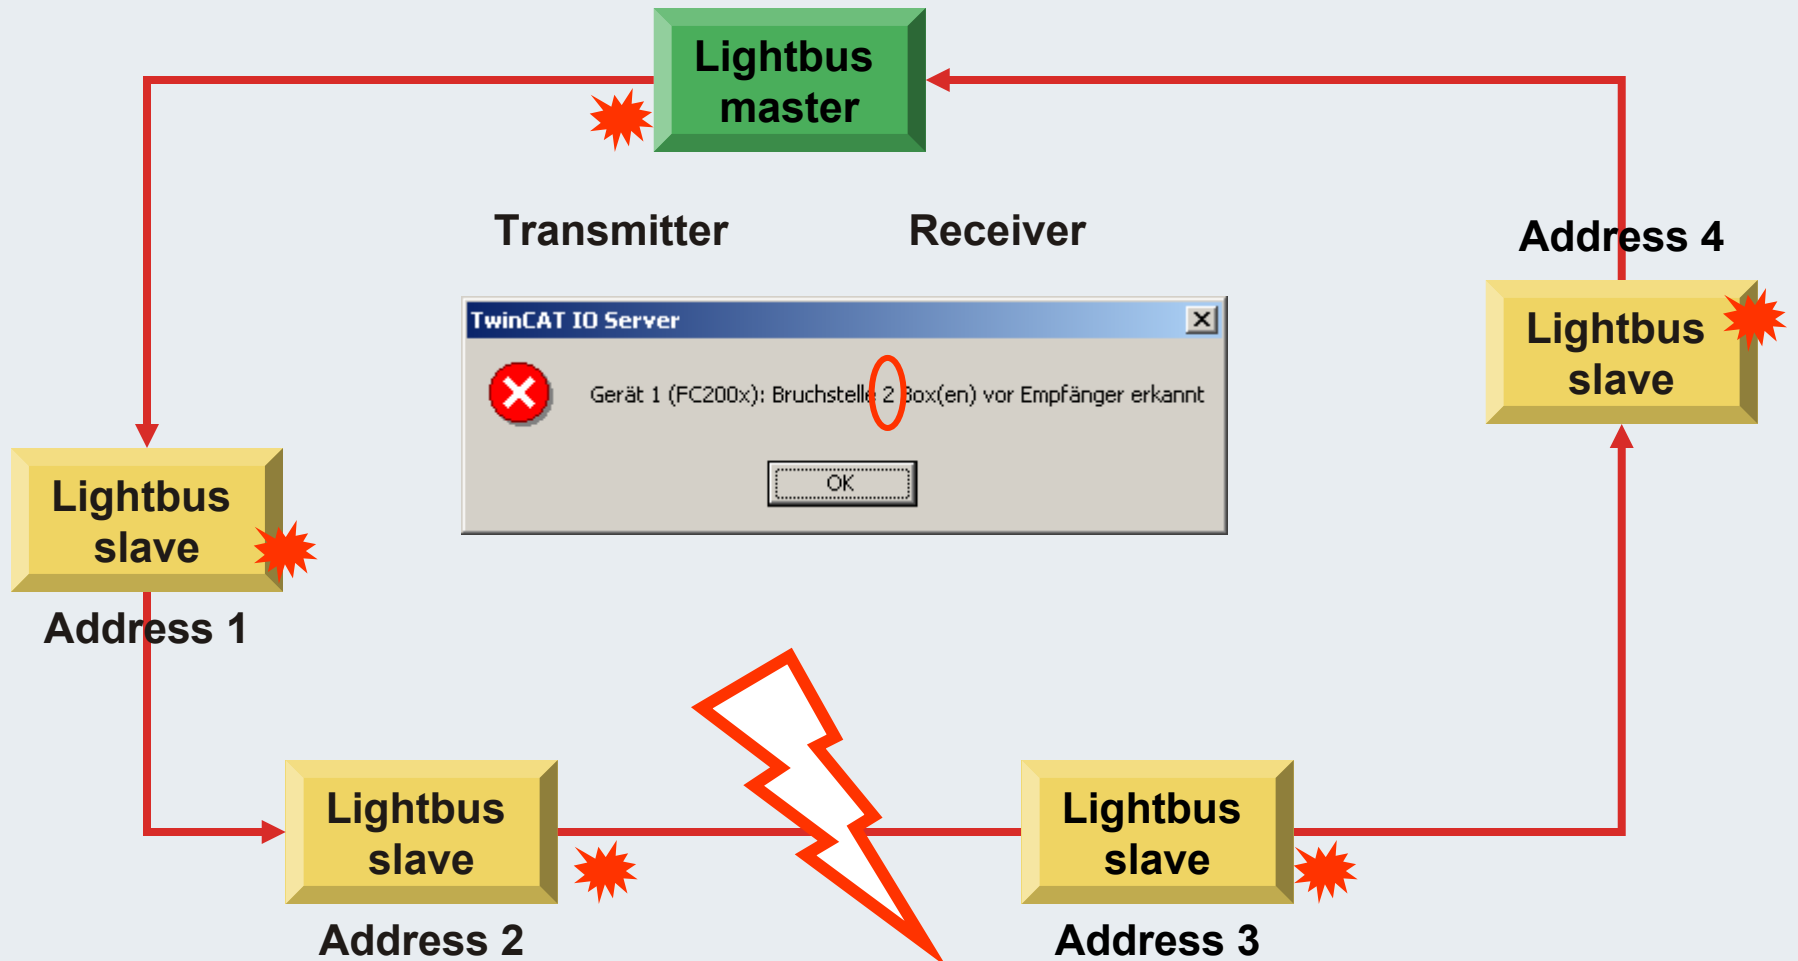 Lightbus
master
Transmitter
Receiver
Address 4
Lightbus
slave
TwinCAT IO Server
Gerät 1 (FC200x): Bruchstelle 2 Box(en) vor Empfänger erkannt
OK
Lightbus
slave
Address 1
Lightbus
slave
Address 2
Lightbus
slave
Address 3